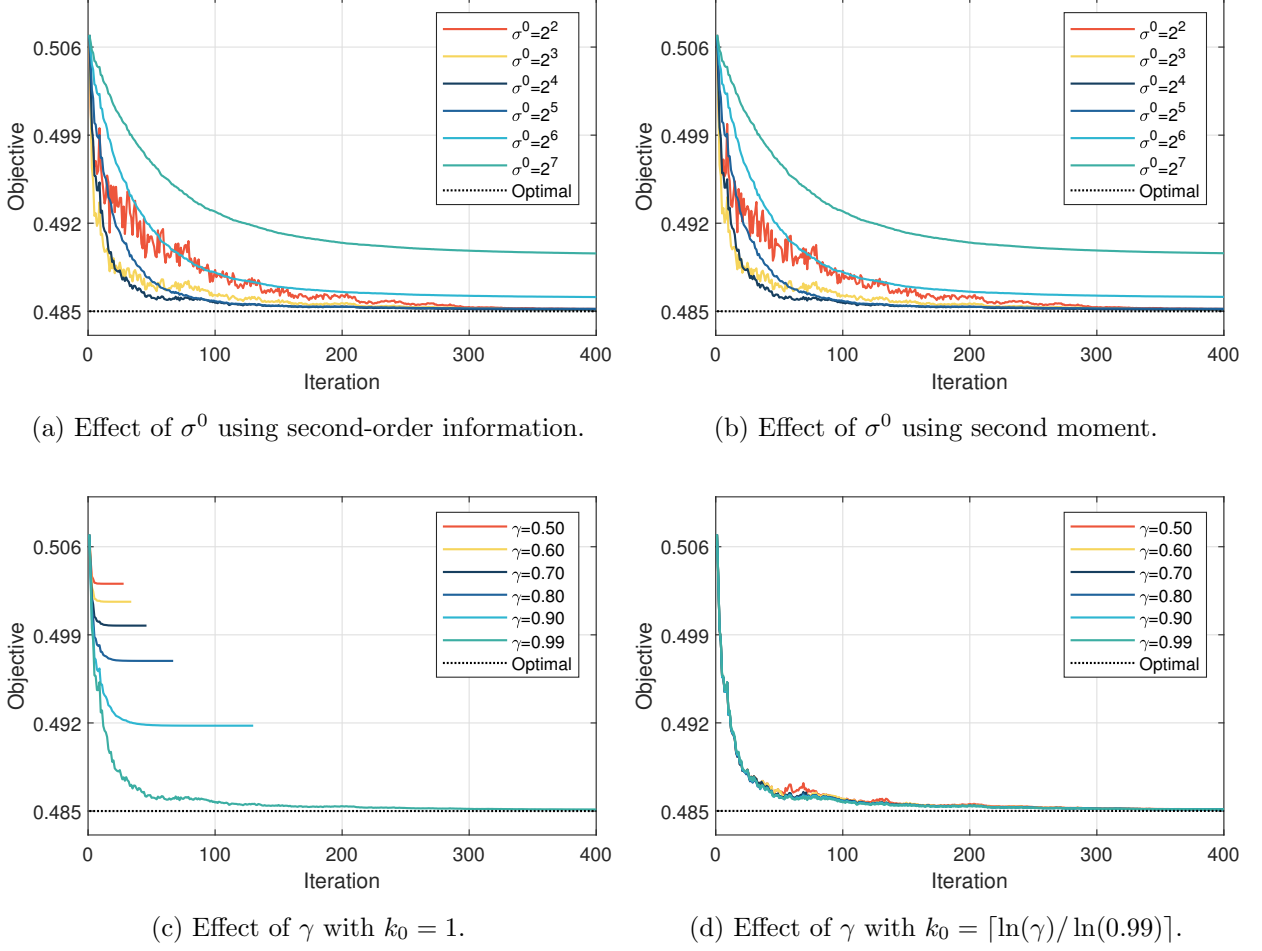 0.506
0.499
0.492
0.485
Objective
0 100 200 300 400
Iteration
σ⁰=2²
σ⁰=2³
σ⁰=2⁴
σ⁰=2⁵
σ⁰=2⁶
σ⁰=2⁷
Optimal
(a) Effect of σ⁰ using second-order information.
0.506
0.499
0.492
0.485
Objective
0 100 200 300 400
Iteration
σ⁰=2²
σ⁰=2³
σ⁰=2⁴
σ⁰=2⁵
σ⁰=2⁶
σ⁰=2⁷
Optimal
(b) Effect of σ⁰ using second moment.
0.506
0.499
0.492
0.485
Objective
0 100 200 300 400
Iteration
γ=0.50
γ=0.60
γ=0.70
γ=0.80
γ=0.90
γ=0.99
Optimal
(c) Effect of γ with k₀ = 1.
0.506
0.499
0.492
0.485
Objective
0 100 200 300 400
Iteration
γ=0.50
γ=0.60
γ=0.70
γ=0.80
γ=0.90
γ=0.99
Optimal
(d) Effect of γ with k₀ = ⌈ln(γ)/ ln(0.99)⌉.